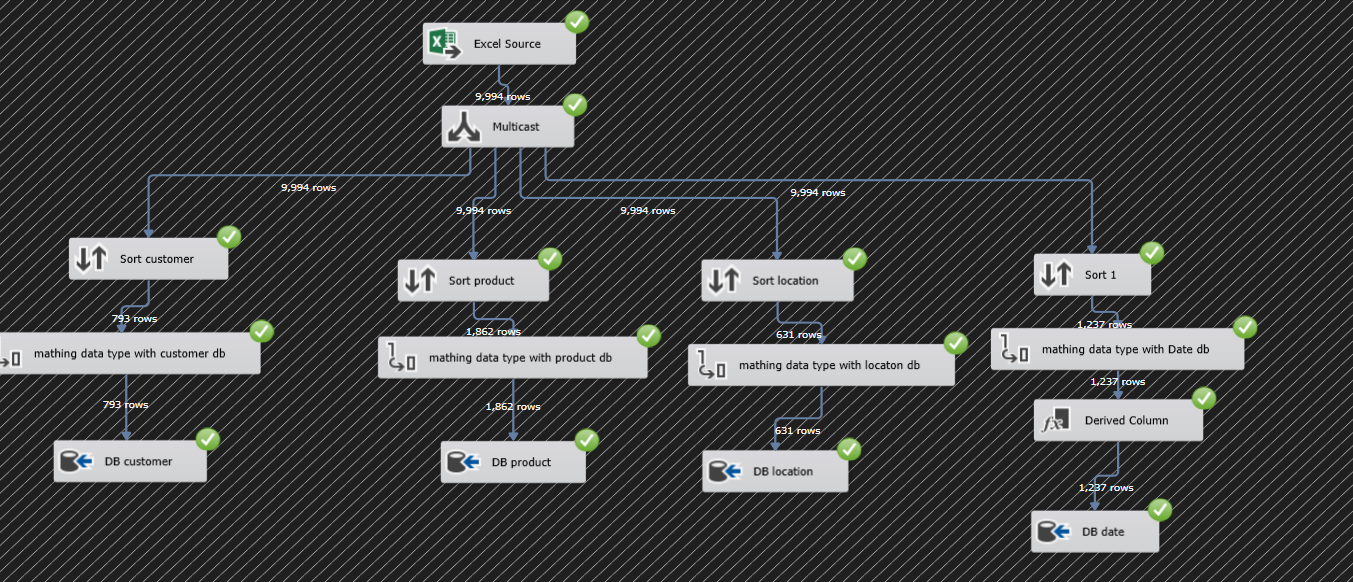 Excel Source
9,994 rows
Multicast
9,994 rows
9,994 rows
9,994 rows
9,994 rows
Sort customer
Sort product
Sort location
Sort 1
793 rows
1,862 rows
631 rows
1,237 rows
mathing data type with customer db
mathing data type with product db
mathing data type with locaton db
mathing data type with Date db
793 rows
1,862 rows
631 rows
1,237 rows
Derived Column
DB customer
DB product
DB location
1,237 rows
DB date